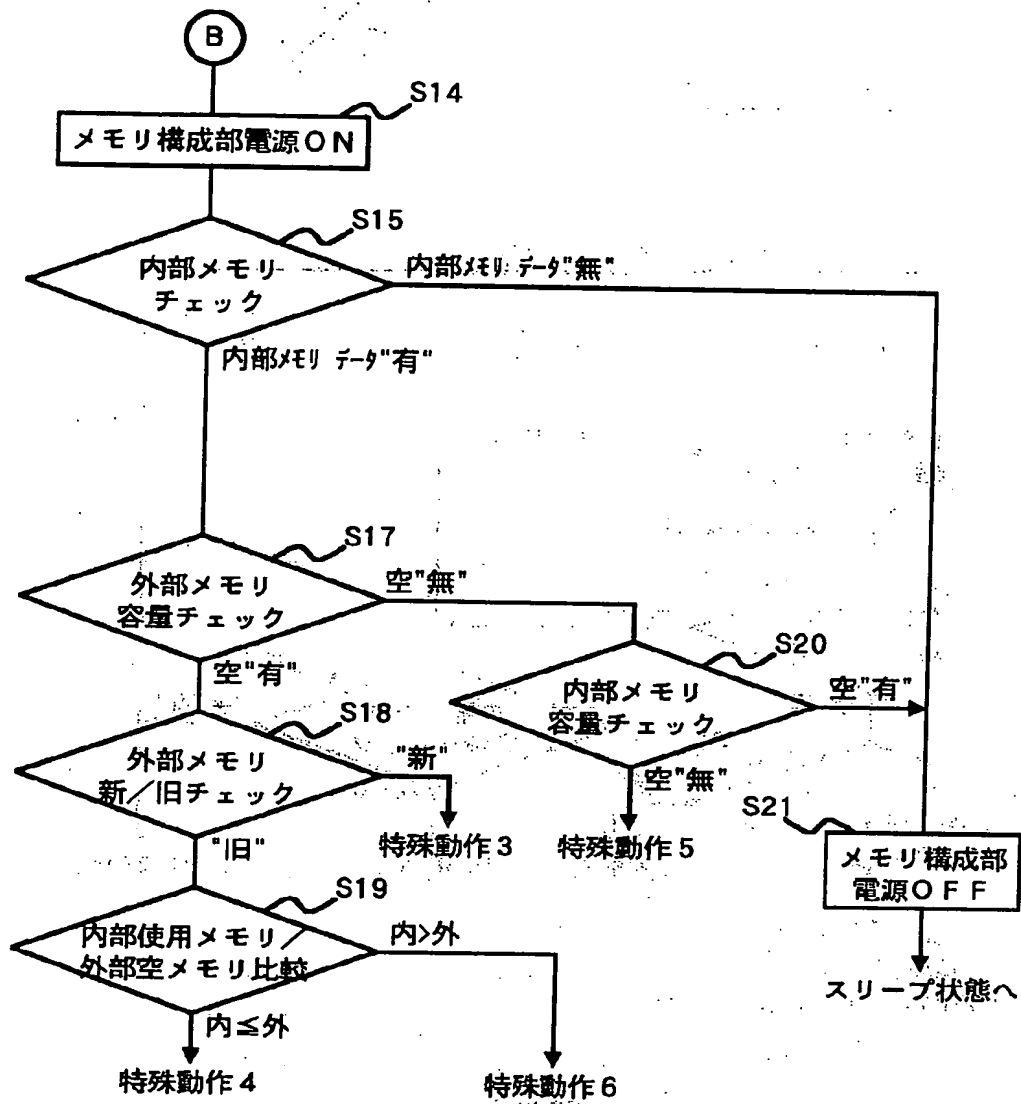 B
S14
メモリ構成部電源ON
S15
内部メモリ
チェック
内部ﾒﾓﾘ ﾃﾞｰﾀ"無"
内部ﾒﾓﾘ ﾃﾞｰﾀ"有"
S17
外部メモリ
容量チェック
空"無"
空"有"
S20
内部メモリ
容量チェック
空"有"
空"無"
S18
外部メモリ
新／旧チェック
"新"
"旧"
特殊動作3
特殊動作5
S21
メモリ構成部
電源OFF
スリープ状態へ
S19
内部使用メモリ／
外部空メモリ比較
内>外
内≦外
特殊動作4
特殊動作6